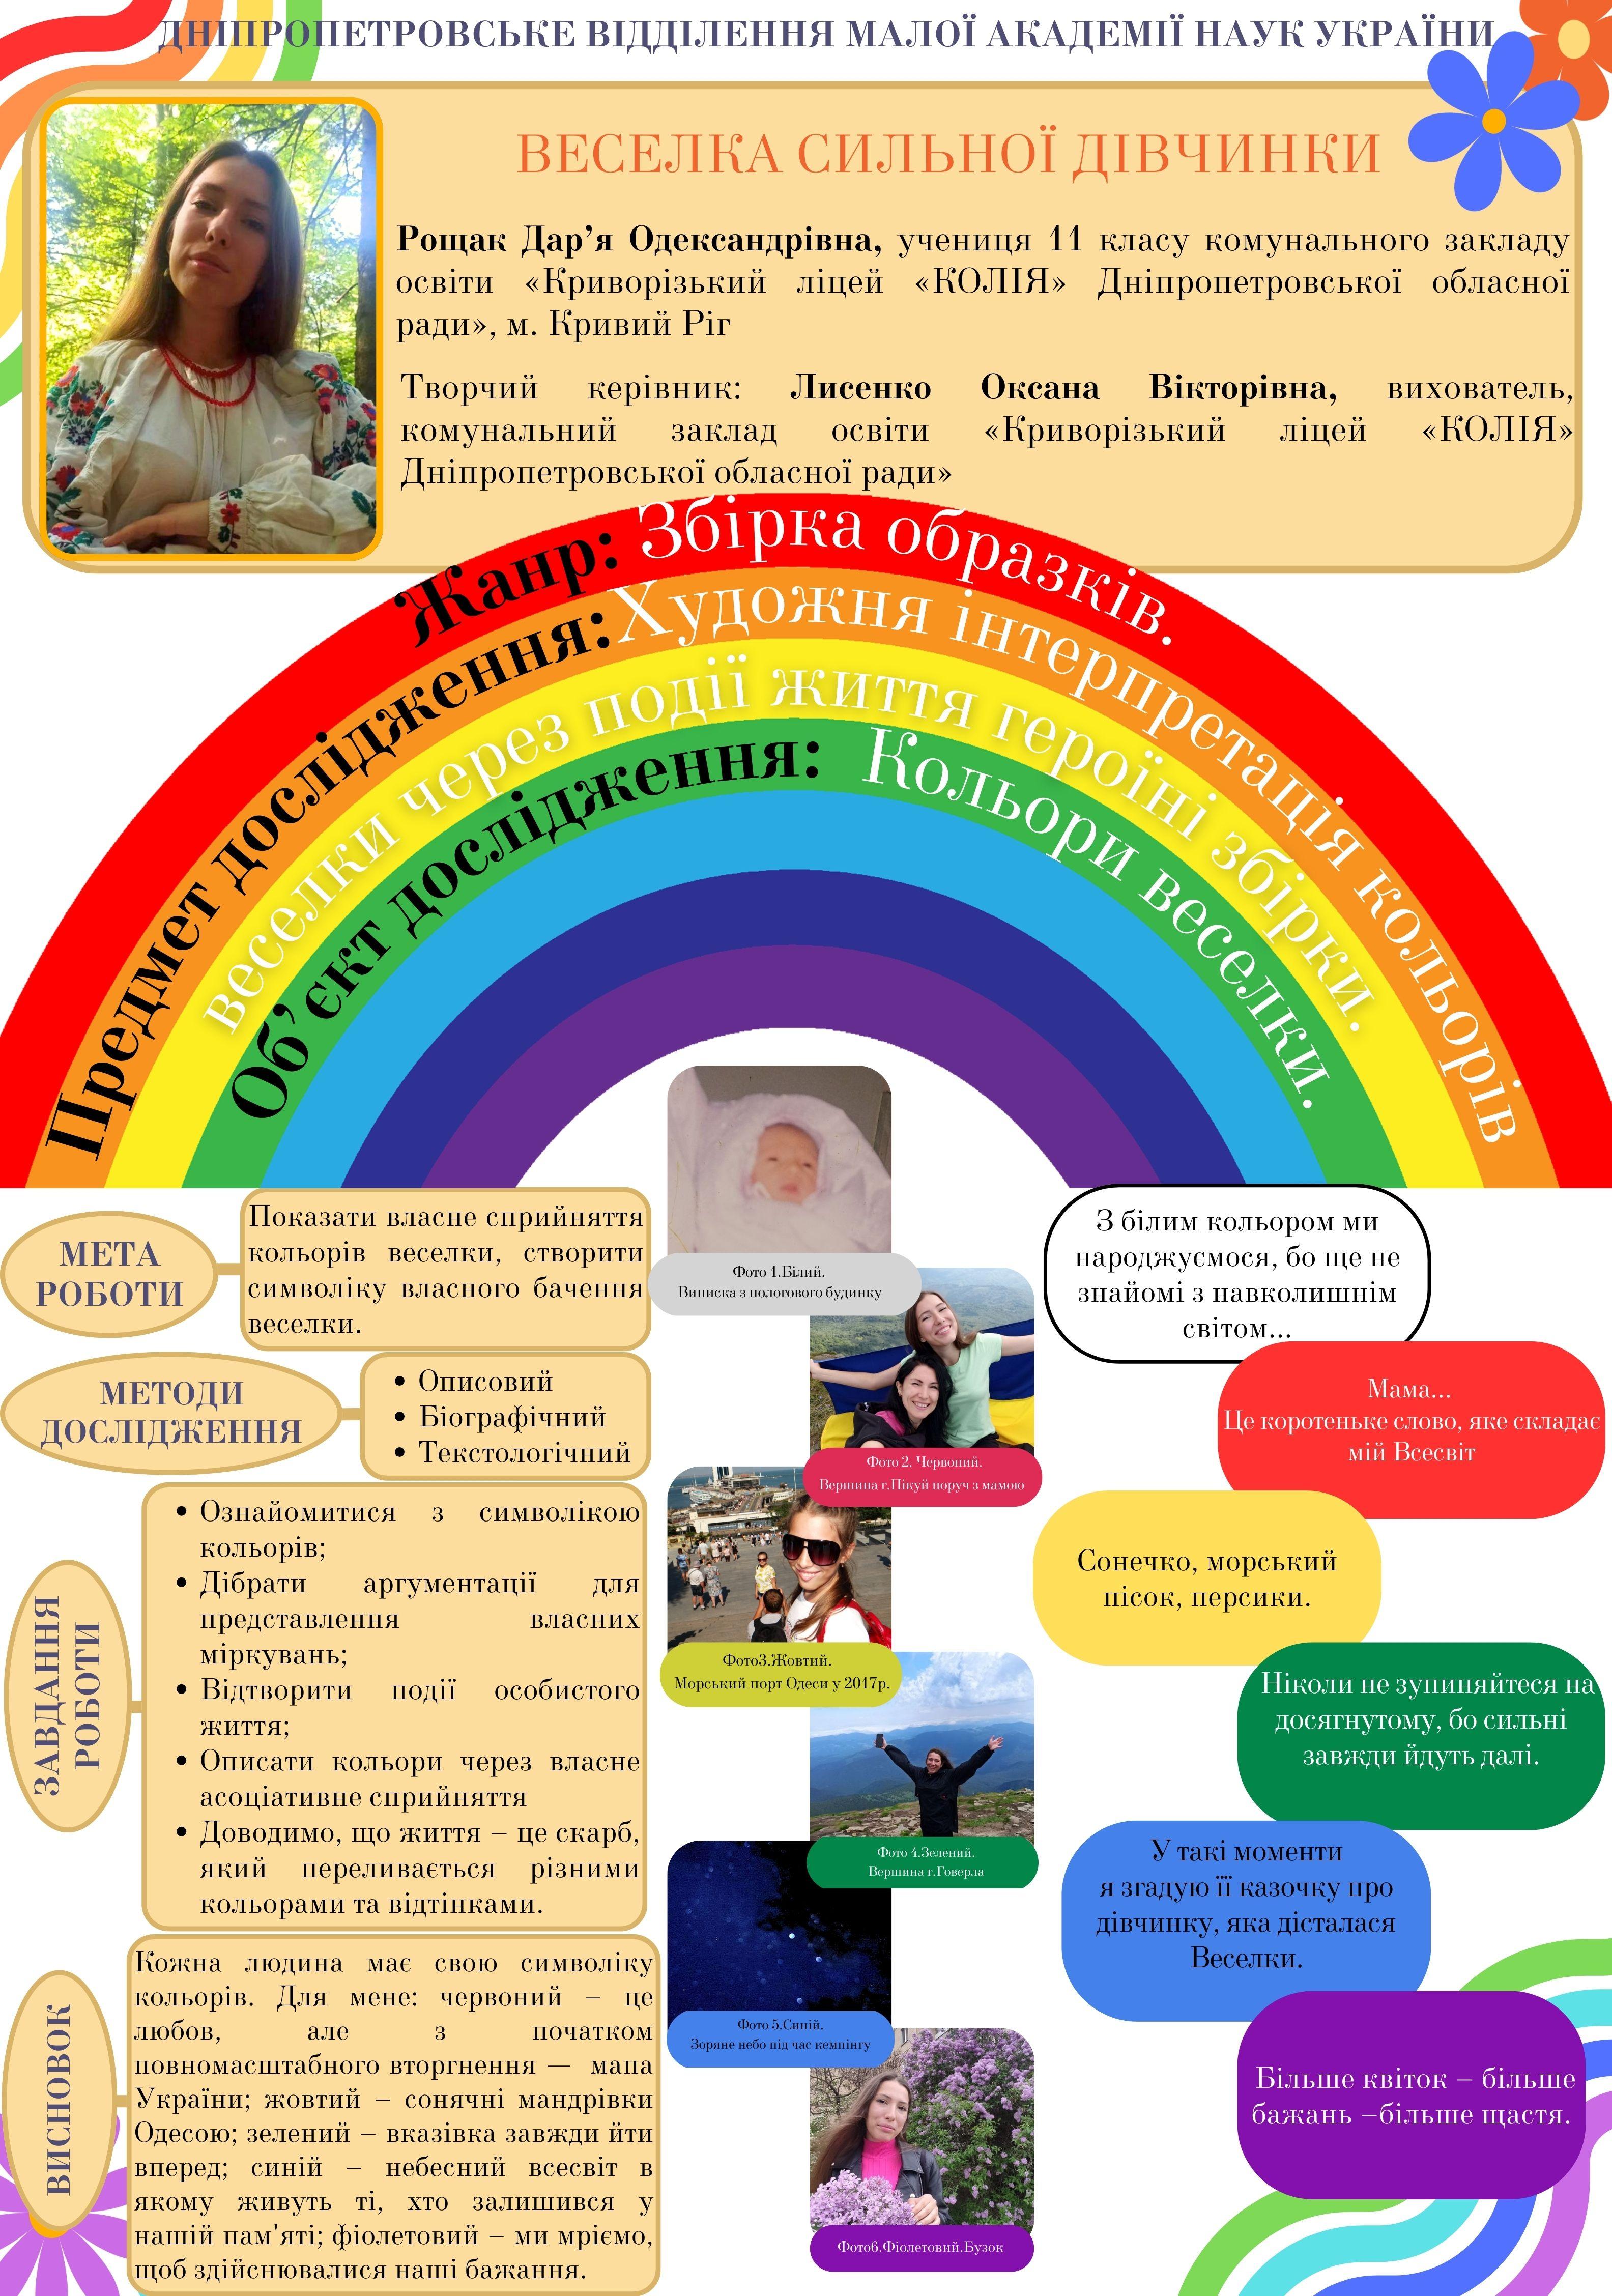 ДНІПРОПЕТРОВСЬКЕ ВІДДІЛЕННЯ МАЛОЇ АКАДЕМІЇ НАУК УКРАЇНИ
ВЕСЕЛКА СИЛЬНОЇ ДІВЧИНКИ
Рощак Дар’я Одександрівна, учениця 11 класу комунального закладу
освіти «Криворізький ліцей «КОЛІЯ» Дніпропетровської обласної
ради», м. Кривий Ріг
Творчий керівник: Лисенко Оксана Вікторівна, вихователь,
комунальний заклад освіти «Криворізький ліцей «КОЛІЯ»
Дніпропетровської обласної ради»
Жанр: Збірка образків.
Предмет дослідження: Художня інтерпретація кольорів
веселки через події життя героїні збірки.
Об’єкт дослідження: Кольори веселки.
МЕТА
РОБОТИ
Показати власне сприйняття
кольорів веселки, створити
символіку власного бачення
веселки.
МЕТОДИ
ДОСЛІДЖЕННЯ
• Описовий
• Біографічний
• Текстологічний
ЗАВДАННЯ
РОБОТИ
• Ознайомитися з символікою
кольорів;
• Дібрати аргументації для
представлення власних
міркувань;
• Відтворити події особистого
життя;
• Описати кольори через власне
асоціативне сприйняття
• Доводимо, що життя – це скарб,
який переливається різними
кольорами та відтінками.
ВИСНОВОК
Кожна людина має свою символіку
кольорів. Для мене: червоний – це
любов, але з початком
повномасштабного вторгнення — мапа
України; жовтий – сонячні мандрівки
Одесою; зелений – вказівка завжди йти
вперед; синій – небесний всесвіт в
якому живуть ті, хто залишився у
нашій пам'яті; фіолетовий – ми мріємо,
щоб здійснювалися наші бажання.
Фото 1.Білий.
Виписка з пологового будинку
Фото 2. Червоний.
Вершина г.Пікуй поруч з мамою
Фото3.Жовтий.
Морський порт Одеси у 2017р.
Фото 4.Зелений.
Вершина г.Говерла
Фото 5.Синій.
Зоряне небо під час кемпінгу
Фото6.Фіолетовий.Бузок
З білим кольором ми
народжуємося, бо ще не
знайомі з навколишнім
світом...
Мама...
Це коротеньке слово, яке складає
мій Всесвіт
Сонечко, морський
пісок, персики.
Ніколи не зупиняйтеся на
досягнутому, бо сильні
завжди йдуть далі.
У такі моменти
я згадую її казочку про
дівчинку, яка дісталася
Веселки.
Більше квіток – більше
бажань –більше щастя.